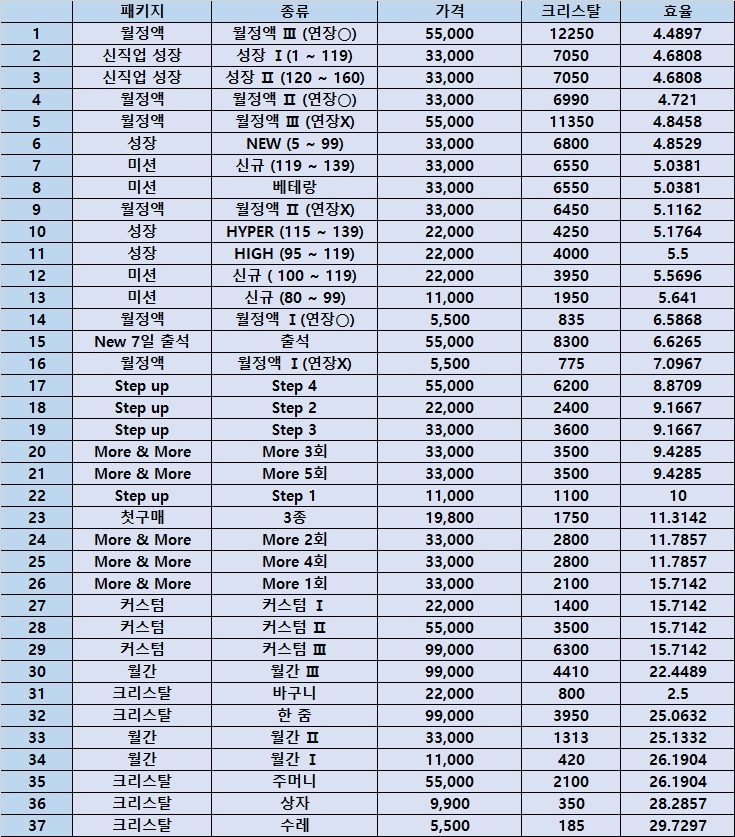 패키지 종류 가격 크리스탈 효율
1 월정액 월정액 Ⅲ (연장○) 55,000 12250 4.4897
2 신직업 성장 성장 Ⅰ (1 ~ 119) 33,000 7050 4.6808
3 신직업 성장 성장 Ⅱ (120 ~ 160) 33,000 7050 4.6808
4 월정액 월정액 Ⅱ (연장○) 33,000 6990 4.721
5 월정액 월정액 Ⅲ (연장X) 55,000 11350 4.8458
6 성장 NEW (5 ~ 99) 33,000 6800 4.8529
7 미션 신규 (119 ~ 139) 33,000 6550 5.0381
8 미션 베테랑 33,000 6550 5.0381
9 월정액 월정액 Ⅱ (연장X) 33,000 6450 5.1162
10 성장 HYPER (115 ~ 139) 22,000 4250 5.1764
11 성장 HIGH (95 ~ 119) 22,000 4000 5.5
12 미션 신규 ( 100 ~ 119) 22,000 3950 5.5696
13 미션 신규 (80 ~ 99) 11,000 1950 5.641
14 월정액 월정액 Ⅰ (연장○) 5,500 835 6.5868
15 New 7일 출석 출석 55,000 8300 6.6265
16 월정액 월정액 Ⅰ (연장X) 5,500 775 7.0967
17 Step up Step 4 55,000 6200 8.8709
18 Step up Step 2 22,000 2400 9.1667
19 Step up Step 3 33,000 3600 9.1667
20 More & More More 3회 33,000 3500 9.4285
21 More & More More 5회 33,000 3500 9.4285
22 Step up Step 1 11,000 1100 10
23 첫구매 3종 19,800 1750 11.3142
24 More & More More 2회 33,000 2800 11.7857
25 More & More More 4회 33,000 2800 11.7857
26 More & More More 1회 33,000 2100 15.7142
27 커스텀 커스텀 Ⅰ 22,000 1400 15.7142
28 커스텀 커스텀 Ⅱ 55,000 3500 15.7142
29 커스텀 커스텀 Ⅲ 99,000 6300 15.7142
30 월간 월간 Ⅲ 99,000 4410 22.4489
31 크리스탈 바구니 22,000 800 2.5
32 크리스탈 한 줌 99,000 3950 25.0632
33 월간 월간 Ⅱ 33,000 1313 25.1332
34 월간 월간 Ⅰ 11,000 420 26.1904
35 크리스탈 주머니 55,000 2100 26.1904
36 크리스탈 상자 9,900 350 28.2857
37 크리스탈 수레 5,500 185 29.7297